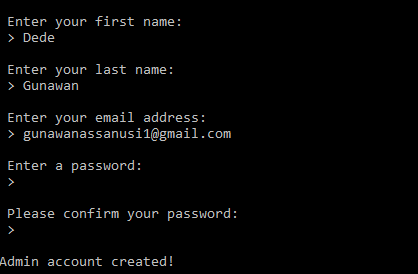 Enter your first name:
> Dede
Enter your last name:
> Gunawan
Enter your email address:
> gunawanassanusi1@gmail.com
Enter a password:
>
Please confirm your password:
>
Admin account created!